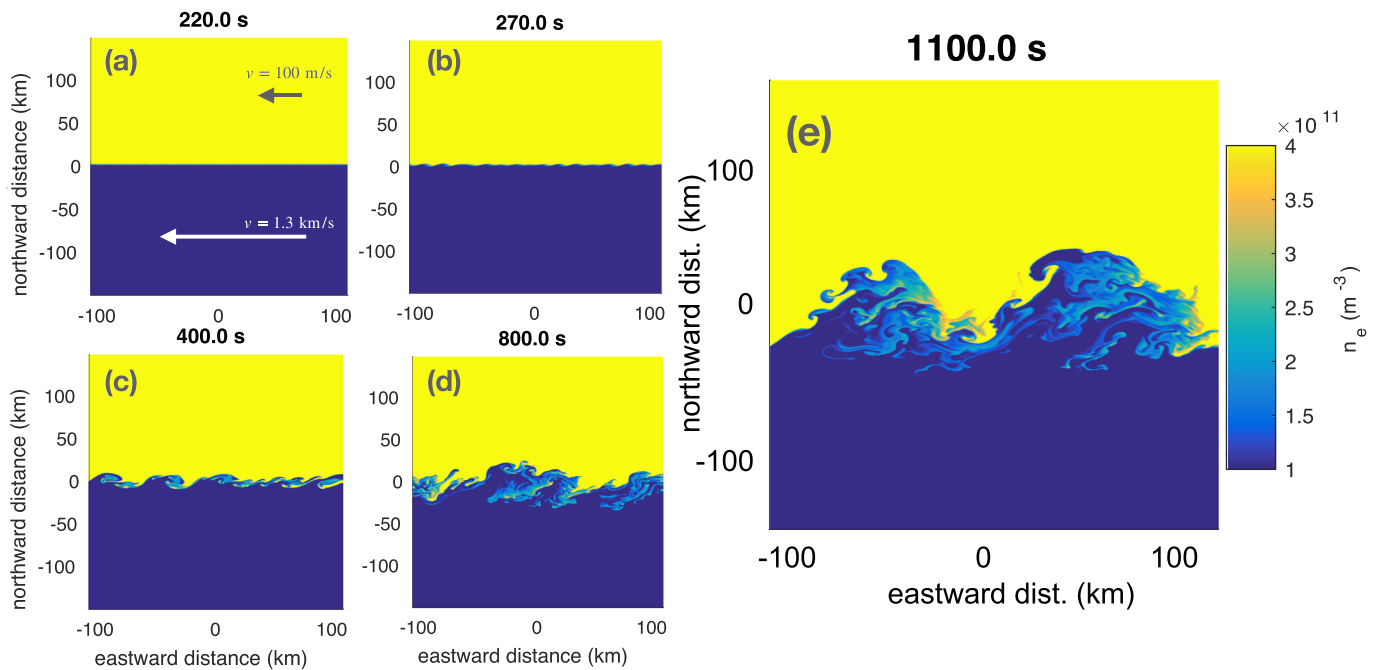 220.0 s
(a)
v = 100 m/s
v = 1.3 km/s
northward distance (km)
100
50
0
-50
-100
-100
0
100
270.0 s
(b)
100
50
0
-50
-100
-100
0
100
400.0 s
(c)
northward distance (km)
100
50
0
-50
-100
-100
0
100
eastward distance (km)
800.0 s
(d)
100
50
0
-50
-100
-100
0
100
eastward distance (km)
1100.0 s
(e)
northward dist. (km)
100
0
-100
-100
0
100
eastward dist. (km)
× 10 11
4
3.5
3
2.5
2
1.5
1
n e (m -3)